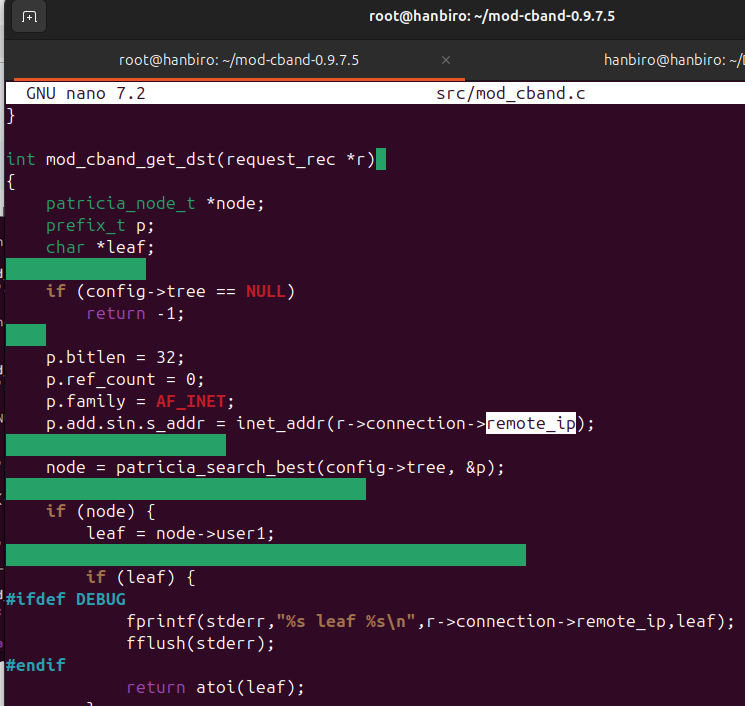 root@hanbiro: ~/mod-cband-0.9.7.5
root@hanbiro: ~/mod-cband-0.9.7.5 × hanbiro@hanbiro: ~/
GNU nano 7.2 src/mod_cband.c
}
int mod_cband_get_dst(request_rec *r)
{
    patricia_node_t *node;
    prefix_t p;
    char *leaf;
    if (config->tree == NULL)
        return -1;
    p.bitlen = 32;
    p.ref_count = 0;
    p.family = AF_INET;
    p.add.sin.s_addr = inet_addr(r->connection->remote_ip);
    node = patricia_search_best(config->tree, &p);
    if (node) {
        leaf = node->user1;
        if (leaf) {
#ifdef DEBUG
            fprintf(stderr,"%s leaf %s\n",r->connection->remote_ip,leaf);
            fflush(stderr);
#endif
            return atoi(leaf);